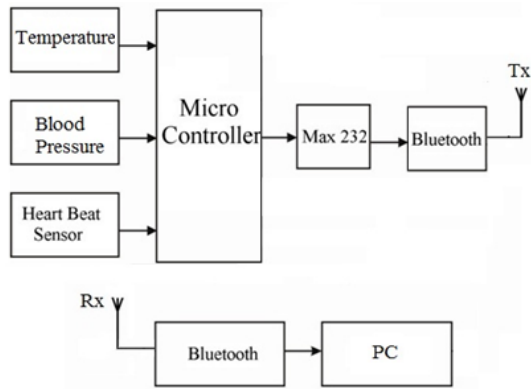 Temperature
Blood
Pressure
Heart Beat
Sensor
Micro
Controller
Max 232
Bluetooth
Tx
Rx
Bluetooth
PC